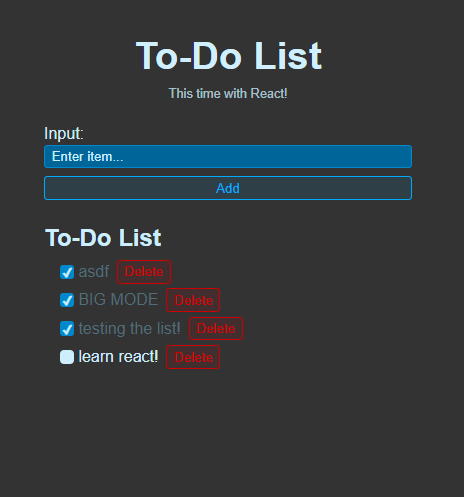 To-Do List
This time with React!
Input:
Enter item...
Add
To-Do List
asdf Delete
BIG MODE Delete
testing the list! Delete
learn react! Delete